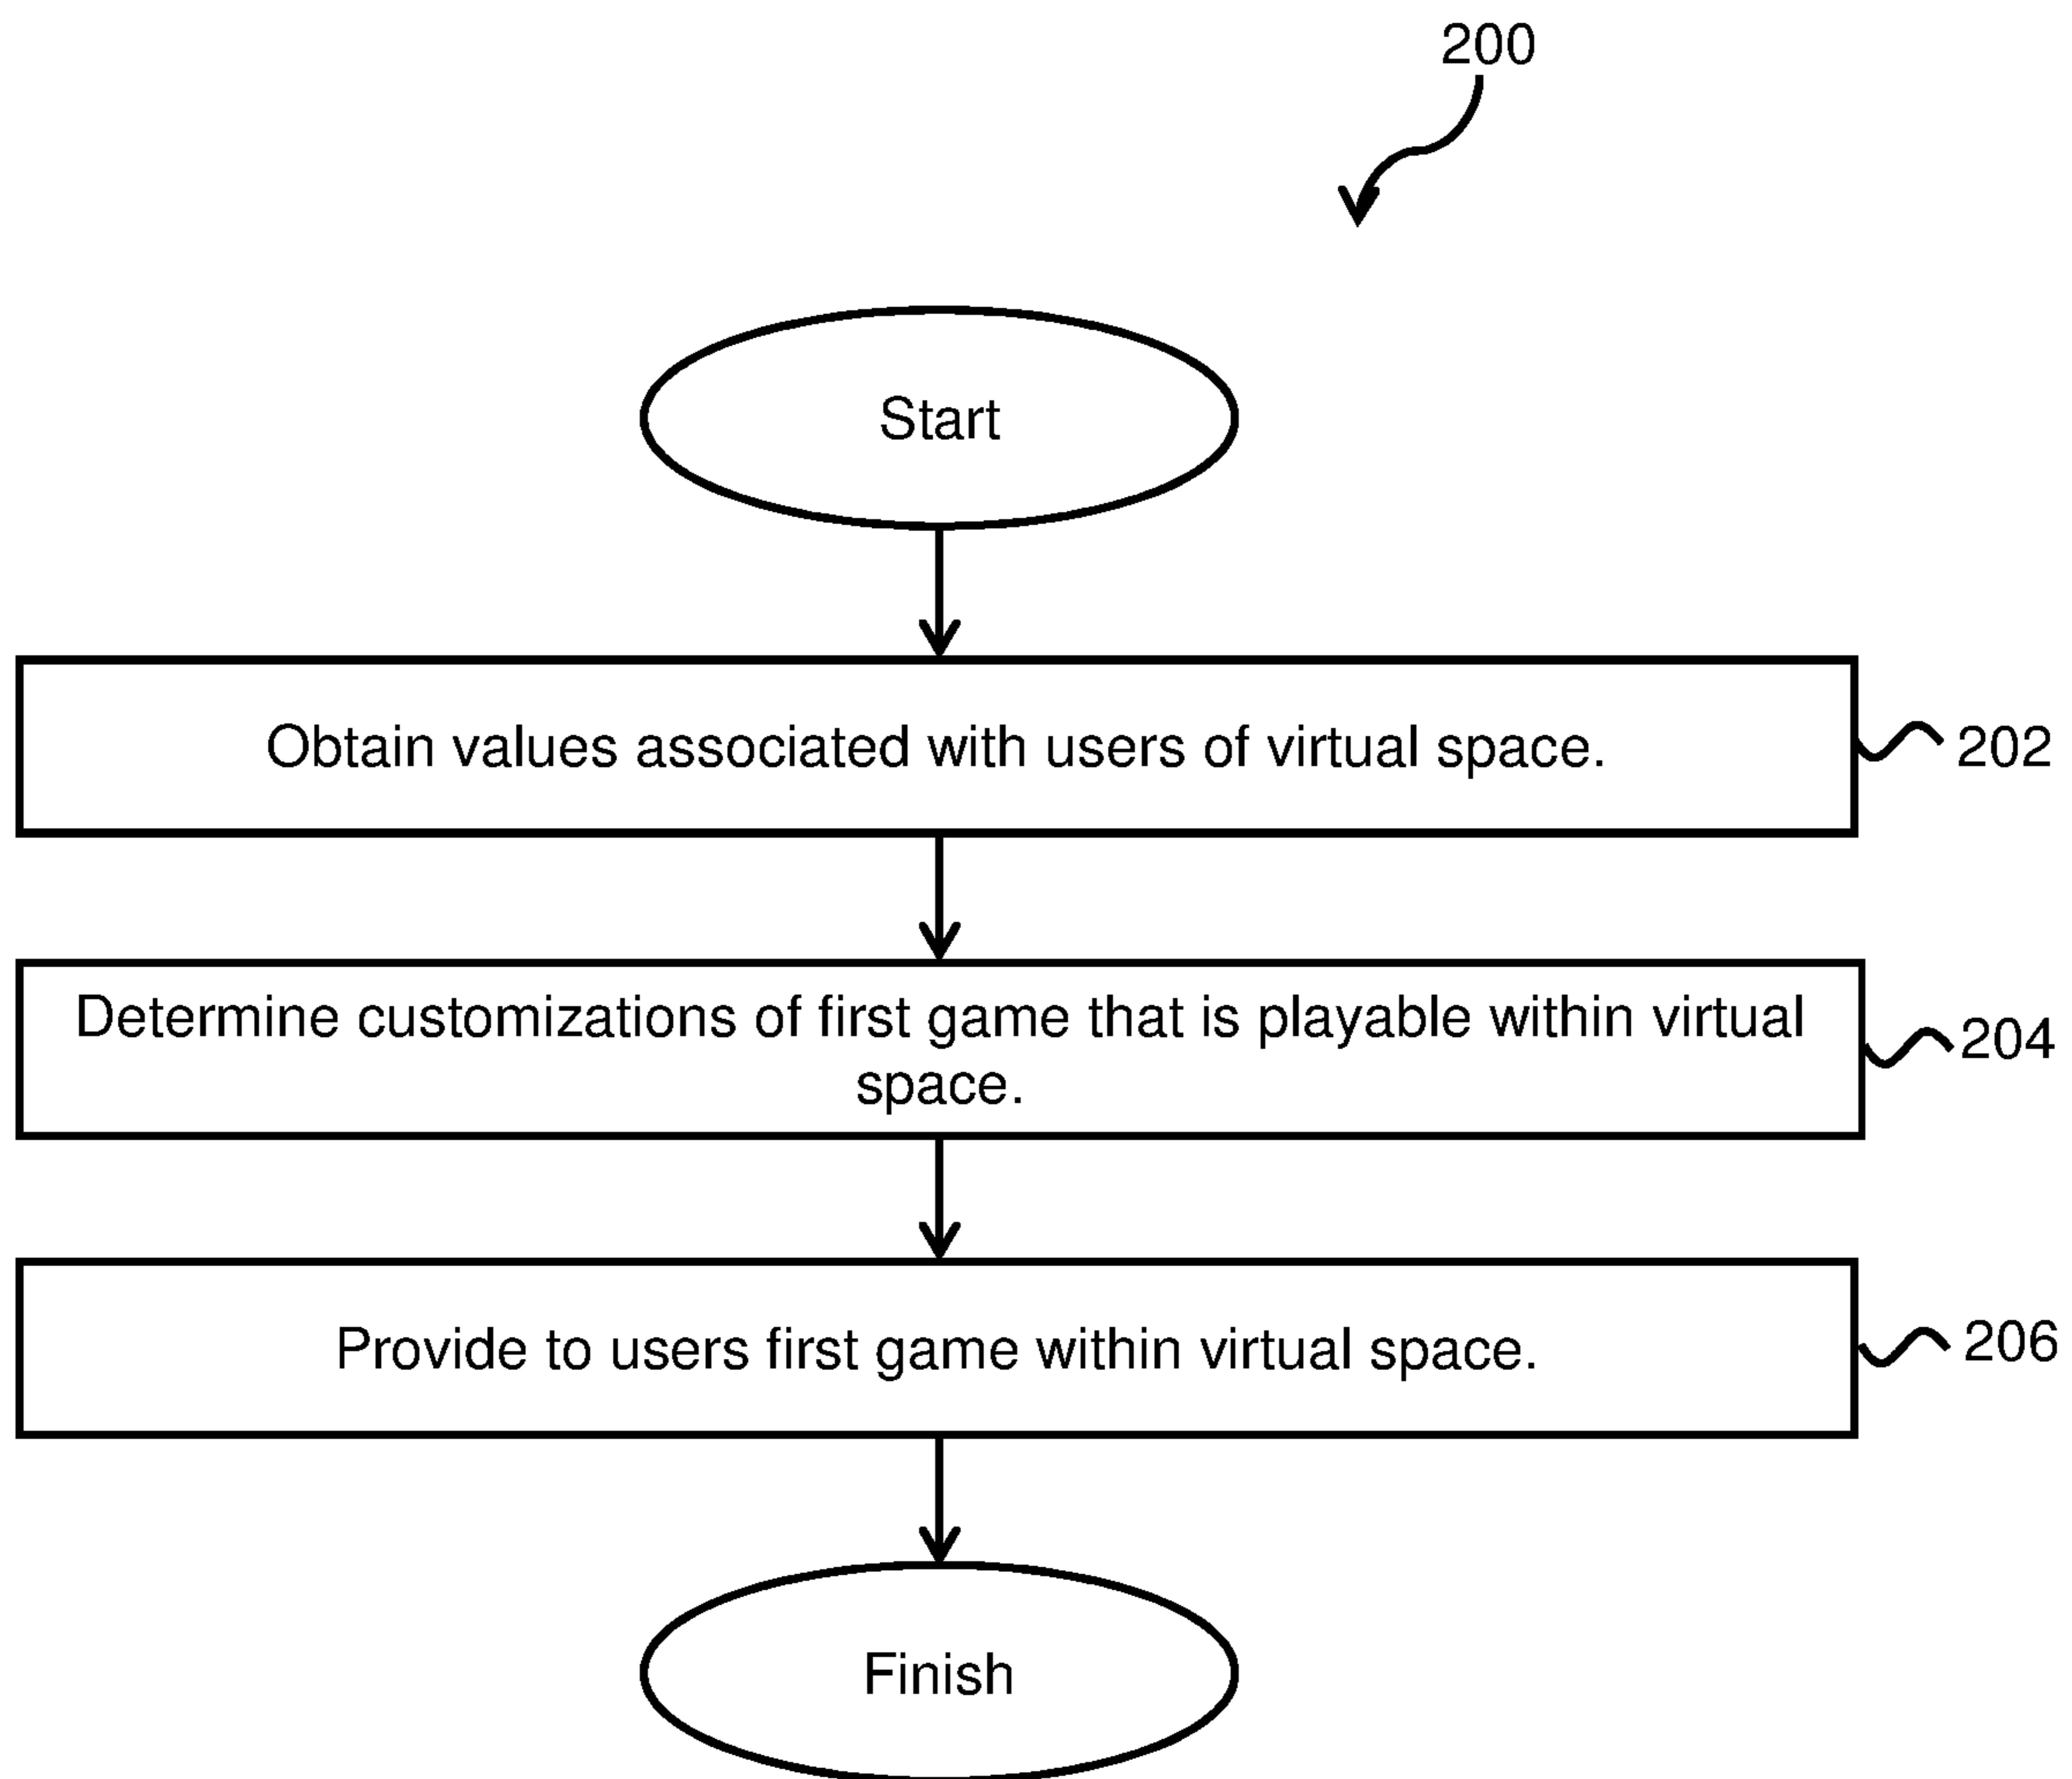 200
Start
Obtain values associated with users of virtual space.
202
Determine customizations of first game that is playable within virtual
space.
204
Provide to users first game within virtual space.
206
Finish